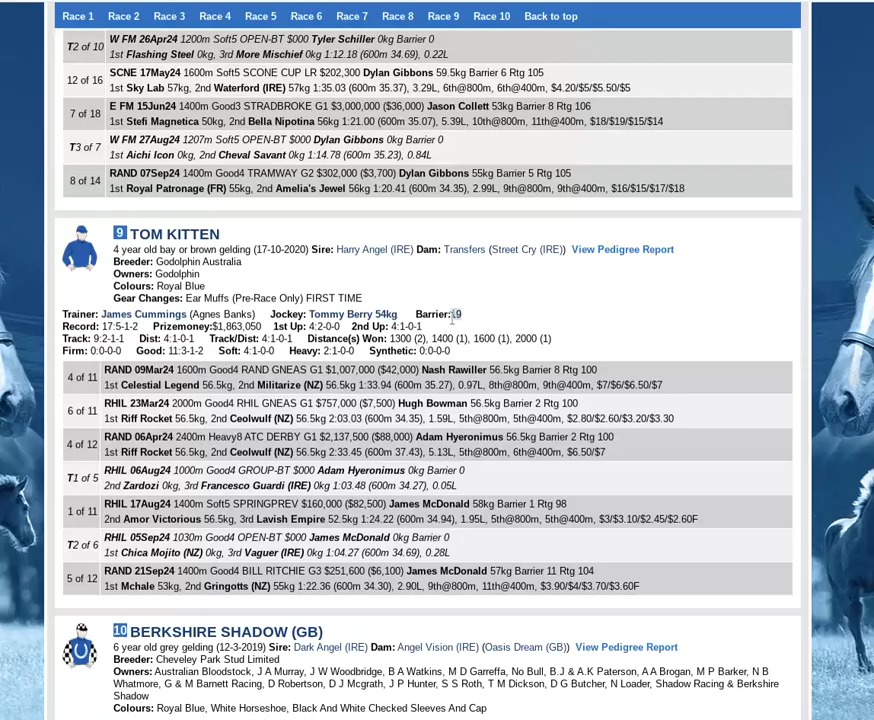 Race 1 Race 2 Race 3 Race 4 Race 5 Race 6 Race 7 Race 8 Race 9 Race 10 Back to top
T2 of 10 W FM 26Apr24 1200m Soft5 OPEN-BT $000 Tyler Schiller 0kg Barrier 0
1st Flashing Steel 0kg, 3rd More Mischief 0kg 1:12.18 (600m 34.69), 0.22L
12 of 16 SCNE 17May24 1600m Soft5 SCONE CUP LR $202,300 Dylan Gibbons 59.5kg Barrier 6 Rtg 105
1st Sky Lab 57kg, 2nd Waterford (IRE) 57kg 1:35.03 (600m 35.37), 3.29L, 6th@800m, 6th@400m, $4.20/$5/$5.50/$5
7 of 18 E FM 15Jun24 1400m Good3 STRADBROKE G1 $3,000,000 ($36,000) Jason Collett 53kg Barrier 8 Rtg 106
1st Stefi Magnetica 50kg, 2nd Bella Nipotina 56kg 1:21.00 (600m 35.07), 5.39L, 10th@800m, 11th@400m, $18/$19/$15/$14
T3 of 7 W FM 27Aug24 1207m Soft5 OPEN-BT $000 Dylan Gibbons 0kg Barrier 0
1st Aichi Icon 0kg, 2nd Cheval Savant 0kg 1:14.78 (600m 35.23), 0.84L
8 of 14 RAND 07Sep24 1400m Good4 TRAMWAY G2 $302,000 ($3,700) Dylan Gibbons 55kg Barrier 5 Rtg 105
1st Royal Patronage (FR) 55kg, 2nd Amelia's Jewel 56kg 1:20.41 (600m 34.35), 2.99L, 9th@800m, 9th@400m, $16/$15/$17/$18
9 TOM KITTEN
4 year old bay or brown gelding (17-10-2020) Sire: Harry Angel (IRE) Dam: Transfers (Street Cry (IRE)) View Pedigree Report
Breeder: Godolphin Australia
Owners: Godolphin
Colours: Royal Blue
Gear Changes: Ear Muffs (Pre-Race Only) FIRST TIME
Trainer: James Cummings (Agnes Banks) Jockey: Tommy Berry 54kg Barrier: 9
Record: 17:5-1-2 Prizemoney:$1,863,050 1st Up: 4:2-0-0 2nd Up: 4:1-0-1
Track: 9:2-1-1 Dist: 4:1-0-1 Track/Dist: 4:1-0-1 Distance(s) Won: 1300 (2), 1400 (1), 1600 (1), 2000 (1)
Firm: 0:0-0-0 Good: 11:3-1-2 Soft: 4:1-0-0 Heavy: 2:1-0-0 Synthetic: 0:0-0-0
4 of 11 RAND 09Mar24 1600m Good4 RAND GNEAS G1 $1,007,000 ($42,000) Nash Rawiller 56.5kg Barrier 8 Rtg 100
1st Celestial Legend 56.5kg, 2nd Militarize (NZ) 56.5kg 1:33.94 (600m 35.27), 0.97L, 8th@800m, 9th@400m, $7/$6/$6.50/$7
6 of 11 RHIL 23Mar24 2000m Good4 RHIL GNEAS G1 $757,000 ($7,500) Hugh Bowman 56.5kg Barrier 2 Rtg 100
1st Riff Rocket 56.5kg, 2nd Ceolwulf (NZ) 56.5kg 2:03.03 (600m 34.35), 1.59L, 5th@800m, 5th@400m, $2.80/$2.60/$3.20/$3.30
4 of 12 RAND 06Apr24 2400m Heavy8 ATC DERBY G1 $2,137,500 ($88,000) Adam Hyeronimus 56.5kg Barrier 2 Rtg 100
1st Riff Rocket 56.5kg, 2nd Ceolwulf (NZ) 56.5kg 2:33.45 (600m 37.43), 5.13L, 5th@800m, 6th@400m, $6.50/$7
T1 of 5 RHIL 06Aug24 1000m Good4 GROUP-BT $000 Adam Hyeronimus 0kg Barrier 0
2nd Zardozi 0kg, 3rd Francesco Guardi (IRE) 0kg 1:03.48 (600m 34.27), 0.05L
1 of 11 RHIL 17Aug24 1400m Soft5 SPRINGPREV $160,000 ($82,500) James McDonald 58kg Barrier 1 Rtg 98
2nd Amor Victorious 56.5kg, 3rd Lavish Empire 52.5kg 1:24.22 (600m 34.94), 1.95L, 5th@800m, 5th@400m, $3/$3.10/$2.45/$2.60F
T2 of 6 RHIL 05Sep24 1030m Good4 OPEN-BT $000 James McDonald 0kg Barrier 0
1st Chica Mojito (NZ) 0kg, 3rd Vaguer (IRE) 0kg 1:04.27 (600m 34.69), 0.28L
5 of 12 RAND 21Sep24 1400m Good4 BILL RITCHIE G3 $251,600 ($6,100) James McDonald 57kg Barrier 11 Rtg 104
1st Mchale 53kg, 2nd Gringotts (NZ) 55kg 1:22.36 (600m 34.30), 2.90L, 9th@800m, 11th@400m, $3.90/$4/$3.70/$3.60F
10 BERKSHIRE SHADOW (GB)
6 year old grey gelding (12-3-2019) Sire: Dark Angel (IRE) Dam: Angel Vision (IRE) (Oasis Dream (GB)) View Pedigree Report
Breeder: Cheveley Park Stud Limited
Owners: Australian Bloodstock, J A Murray, J W Woodbridge, B A Watkins, M D Garreffa, No Bull, B.J & A.K Paterson, A A Brogan, M P Barker, N B
Whatmore, G & M Barnett Racing, D Robertson, D J Mcgrath, J P Hunter, S S Roth, T M Dickson, D G Butcher, N Loader, Shadow Racing & Berkshire
Shadow
Colours: Royal Blue, White Horseshoe, Black And White Checked Sleeves And Cap